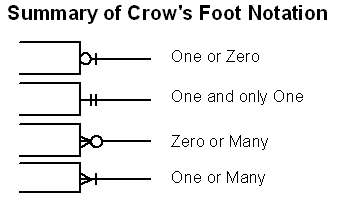 Summary of Crow's Foot Notation
One or Zero
One and only One
Zero or Many
One or Many